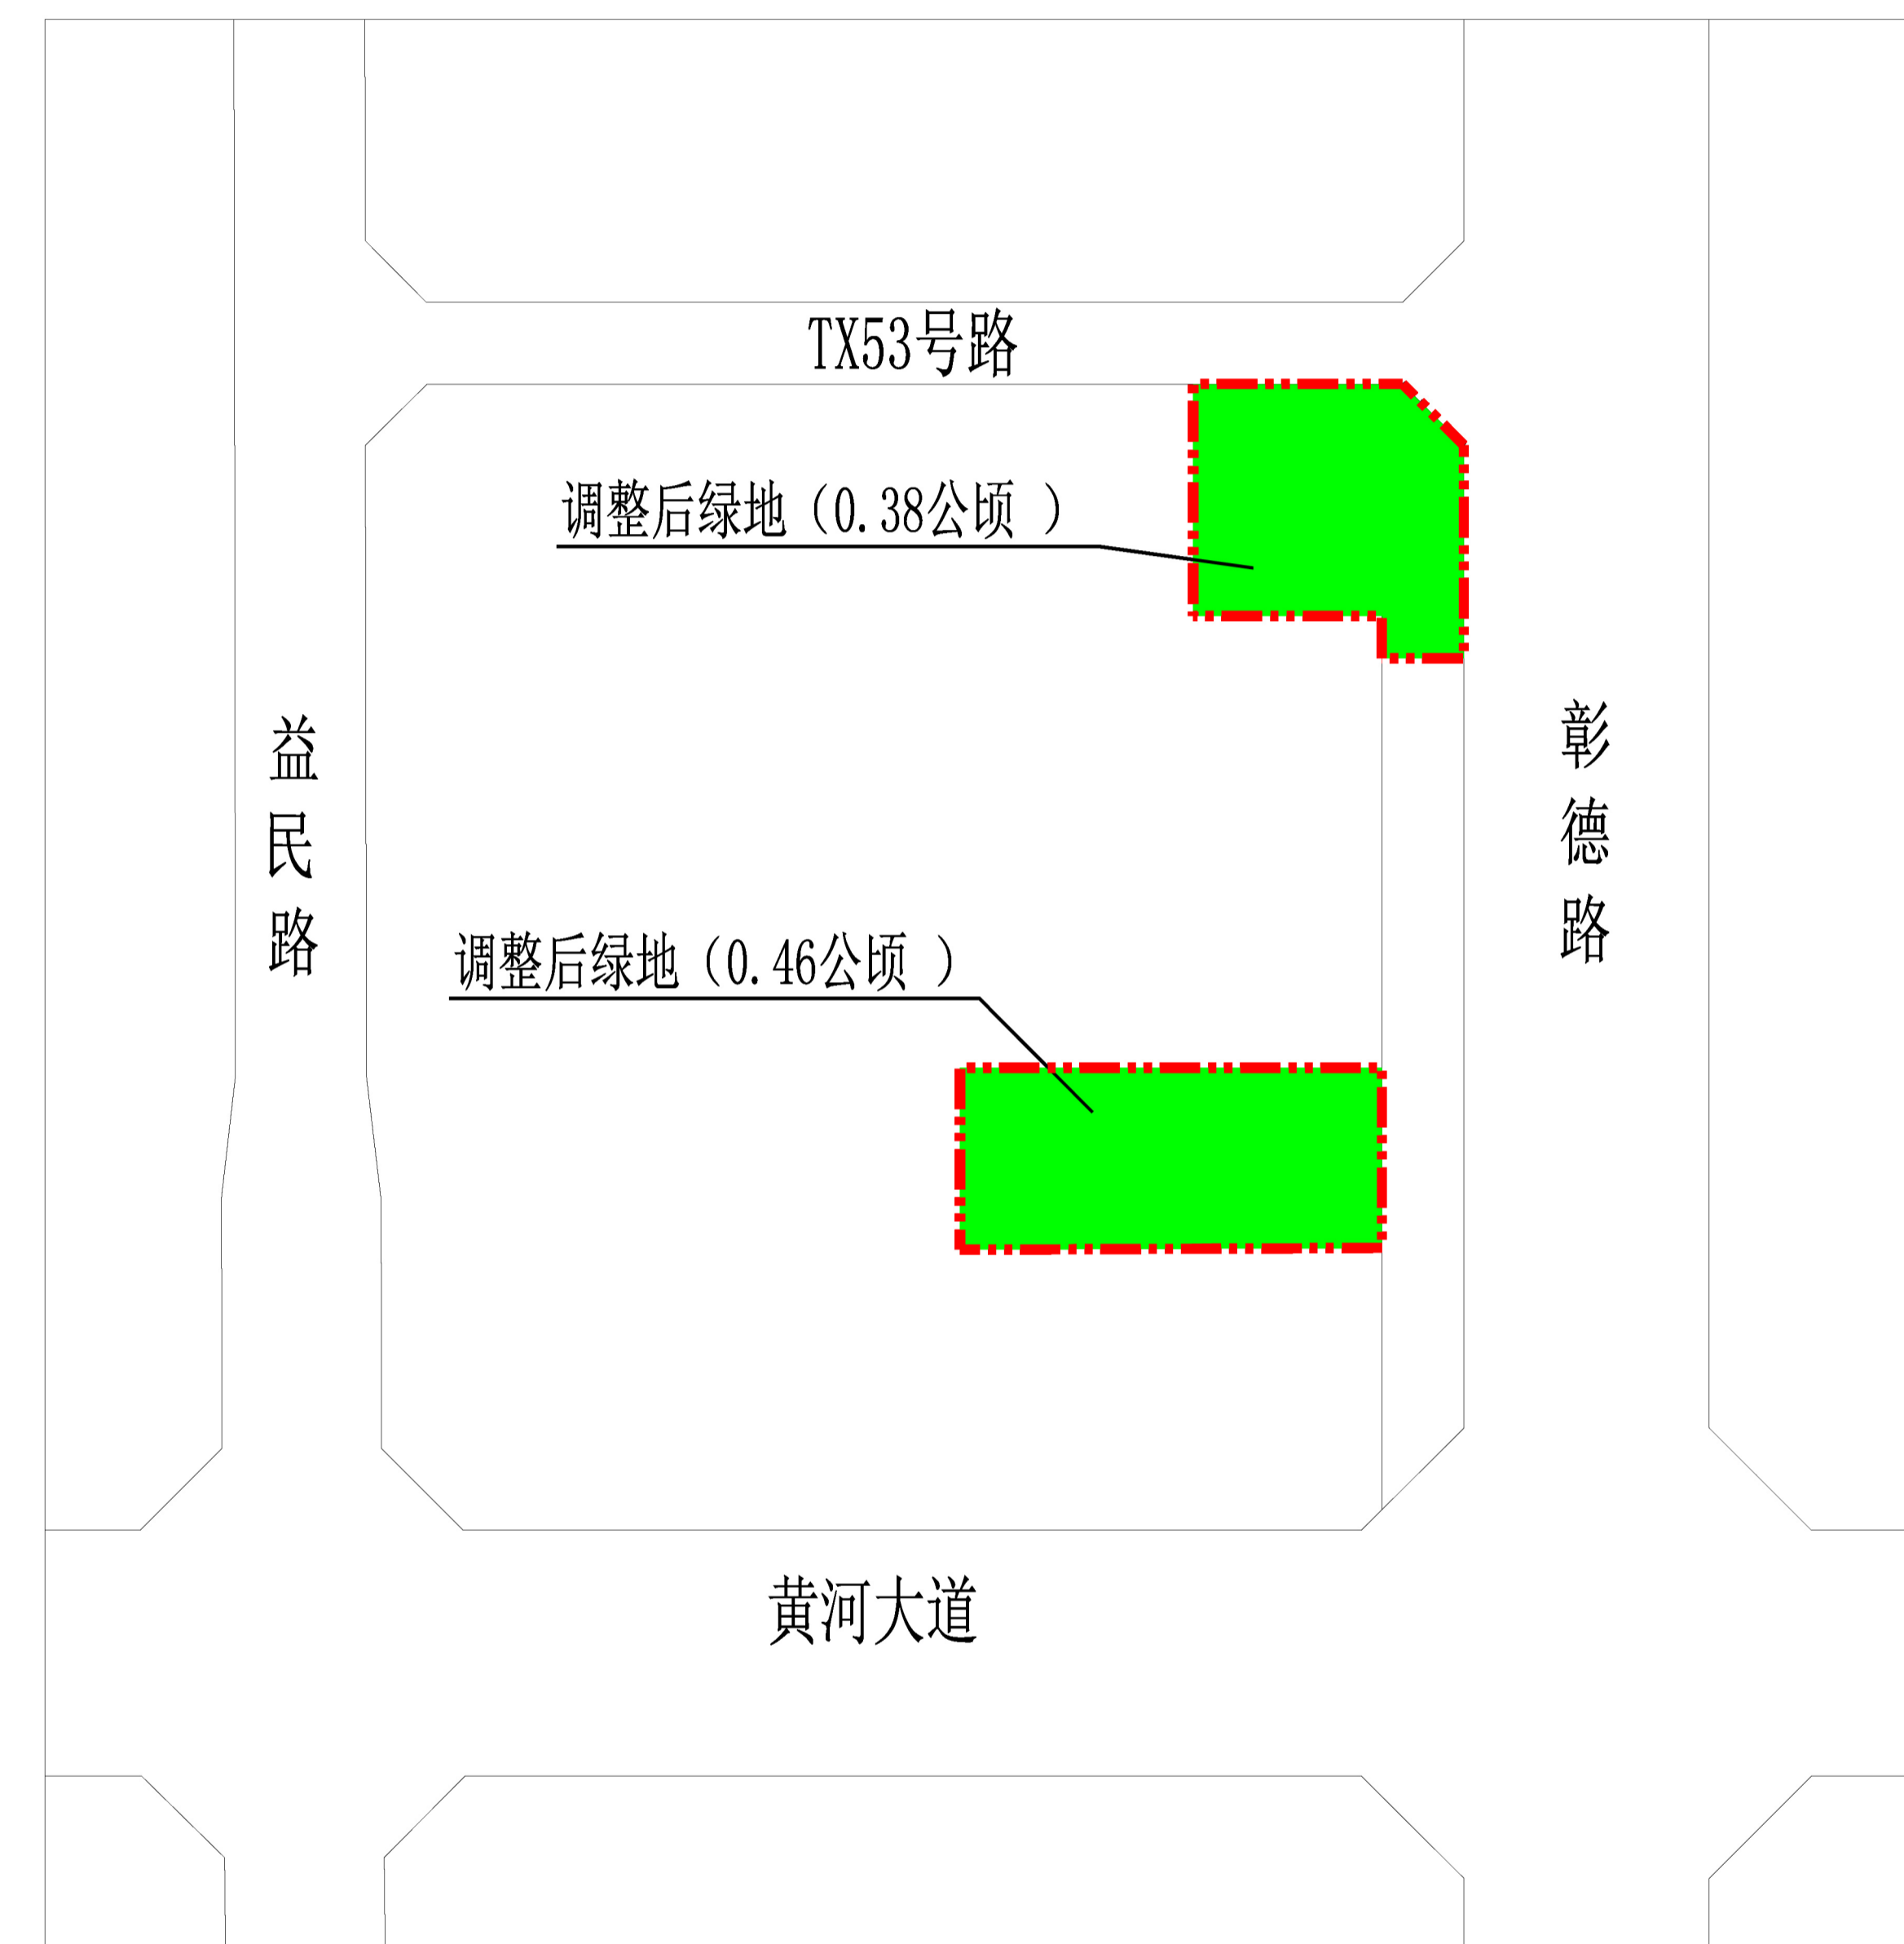 TX53号路
调整后绿地（0.38公顷 ）
益民路
彰德路
调整后绿地（0.46公顷 ）
黄河大道